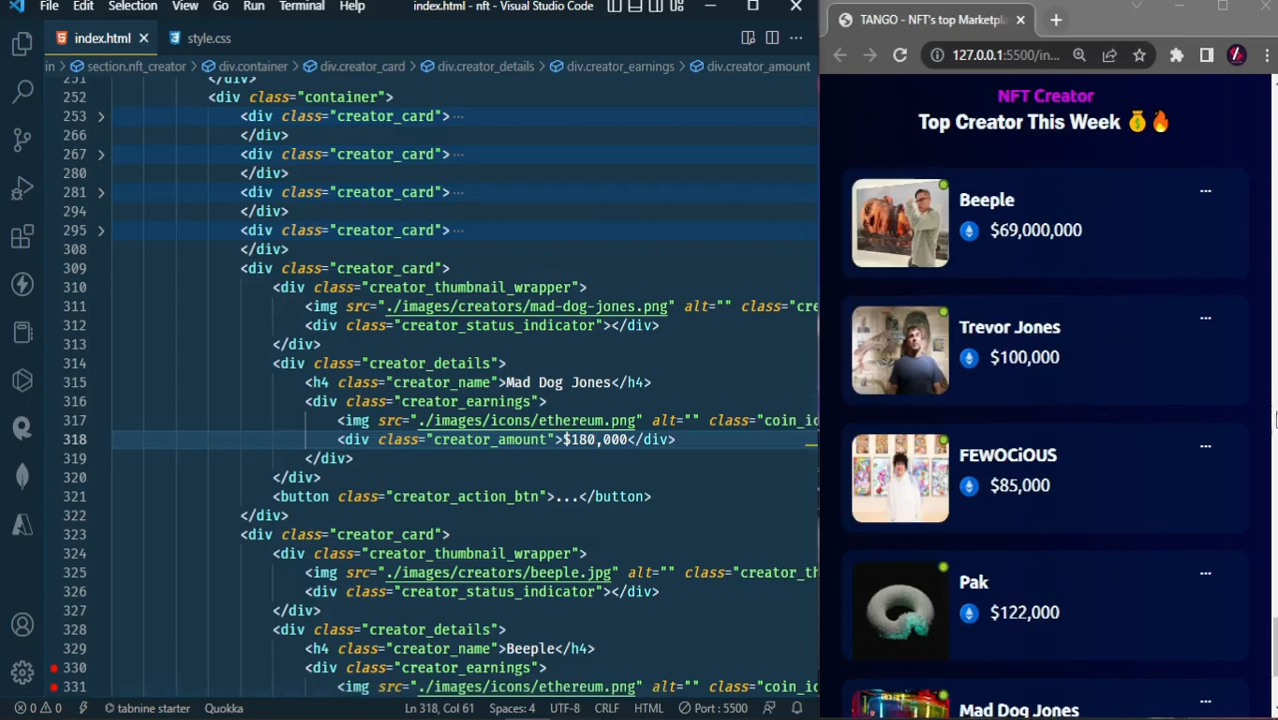 File Edit Selection View Go Run Terminal Help index.html - nft - Visual Studio Code
index.html style.css
in section.nft_creator div.container div.creator_card div.creator_details div.creator_earnings div.creator_amount
251 </div>
252 <div class="container">
253 <div class="creator_card"> ...
266 </div>
267 <div class="creator_card"> ...
280 </div>
281 <div class="creator_card"> ...
294 </div>
295 <div class="creator_card"> ...
308 </div>
309 <div class="creator_card">
310 <div class="creator_thumbnail_wrapper">
311 <img src="./images/creators/mad-dog-jones.png" alt="" class="cre
312 <div class="creator_status_indicator"></div>
313 </div>
314 <div class="creator_details">
315 <h4 class="creator_name">Mad Dog Jones</h4>
316 <div class="creator_earnings">
317 <img src="./images/icons/ethereum.png" alt="" class="coin_ic
318 <div class="creator_amount">$180,000</div>
319 </div>
320 </div>
321 <button class="creator_action_btn">...</button>
322 </div>
323 <div class="creator_card">
324 <div class="creator_thumbnail_wrapper">
325 <img src="./images/creators/beeple.jpg" alt="" class="creator_th
326 <div class="creator_status_indicator"></div>
327 </div>
328 <div class="creator_details">
329 <h4 class="creator_name">Beeple</h4>
330 <div class="creator_earnings">
331 <img src="./images/icons/ethereum.png" alt="" class="coin_ic
0 0 tabnine starter Quokka Ln 318, Col 61 Spaces: 4 UTF-8 CRLF HTML Port : 5500
TANGO - NFT's top Marketpla
127.0.0.1:5500/in...
NFT Creator
Top Creator This Week 💰🔥
Beeple ...
$69,000,000
Trevor Jones ...
$100,000
FEWOCiOUS ...
$85,000
Pak ...
$122,000
Mad Dog Jones ...